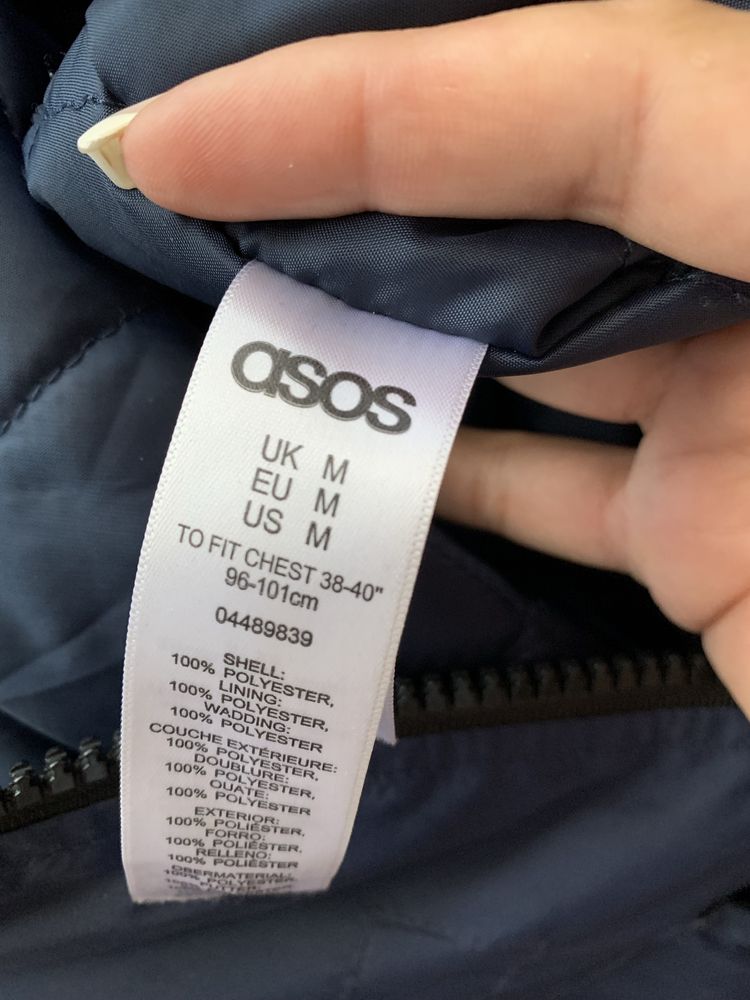 asos
UK M
EU M
US M
TO FIT CHEST 38-40"
96-101cm
04489839
SHELL:
100% POLYESTER,
LINING:
100% POLYESTER,
WADDING:
100% POLYESTER
COUCHE EXTÉRIEURE:
100% POLYESTER,
DOUBLURE:
100% POLYESTER,
OUATE:
100% POLYESTER
EXTERIOR:
100% POLIÉSTER,
FORRO:
100% POLIÉSTER,
RELLENO:
100% POLIÉSTER
OBERMATERIAL:
100% POLYESTER,